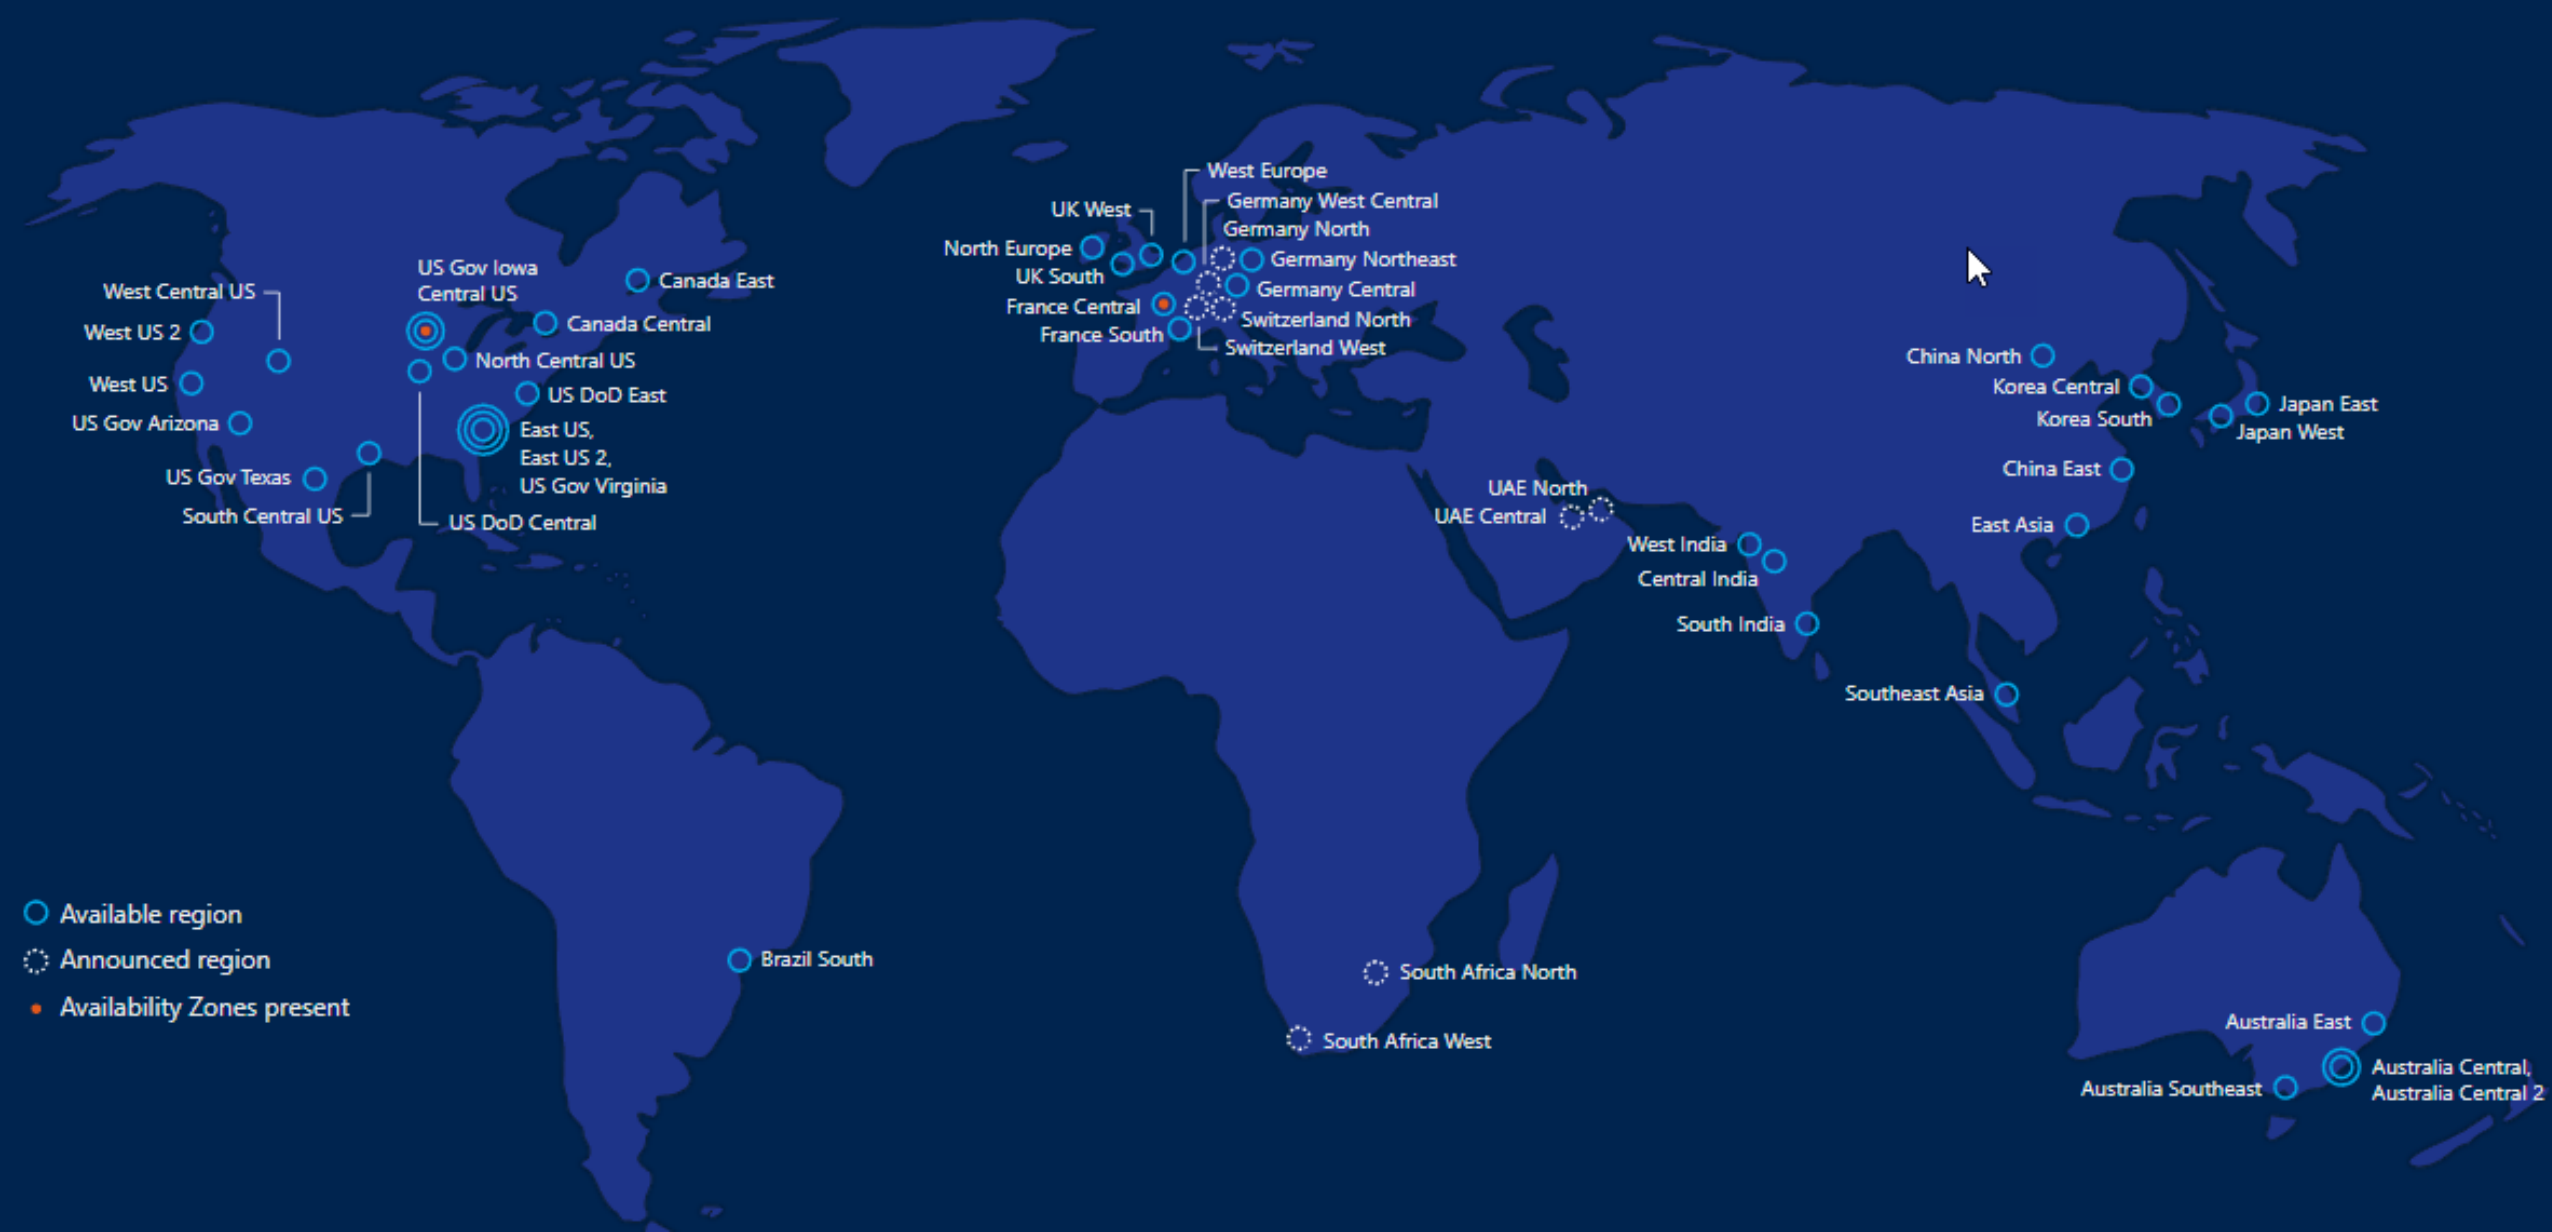 West Europe
Germany West Central
UK West
Germany North
North Europe
Germany Northeast
UK South
Germany Central
France Central
Switzerland North
France South
Switzerland West
US Gov Iowa
Central US
Canada East
West Central US
West US 2
Canada Central
North Central US
West US
US DoD East
US Gov Arizona
East US,
East US 2,
US Gov Virginia
US Gov Texas
South Central US
US DoD Central
China North
Korea Central
Korea South
Japan East
Japan West
China East
East Asia
UAE North
UAE Central
West India
Central India
South India
Southeast Asia
Available region
Announced region
Availability Zones present
Brazil South
South Africa North
South Africa West
Australia East
Australia Central,
Australia Central 2
Australia Southeast